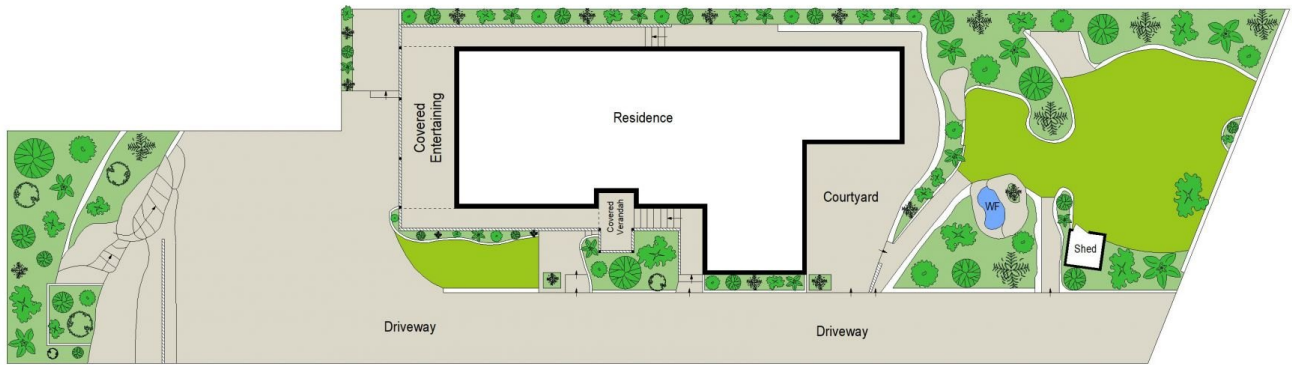 Residence
Covered
Entertaining
Courtyard
Covered
Verandah
WF
Shed
Driveway
Driveway